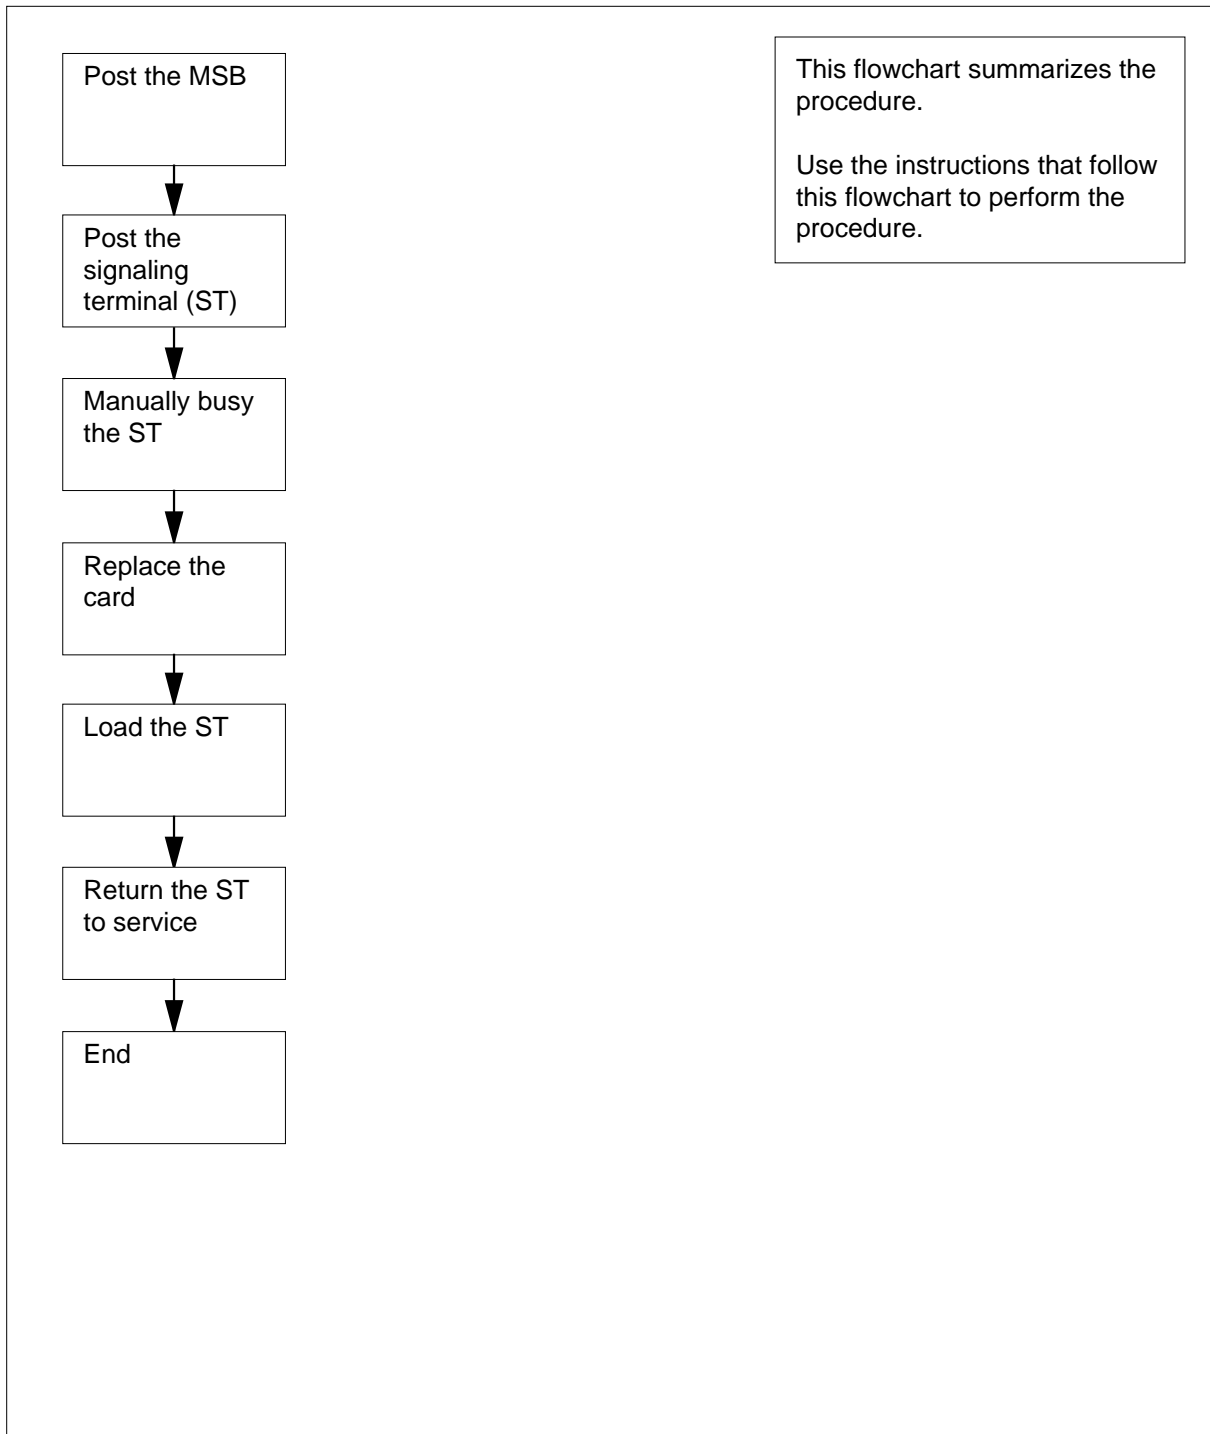 Post the MSB
Post the
signaling
terminal (ST)
Manually busy
the ST
Replace the
card
Load the ST
Return the ST
to service
End
This flowchart summarizes the
procedure.
Use the instructions that follow
this flowchart to perform the
procedure.